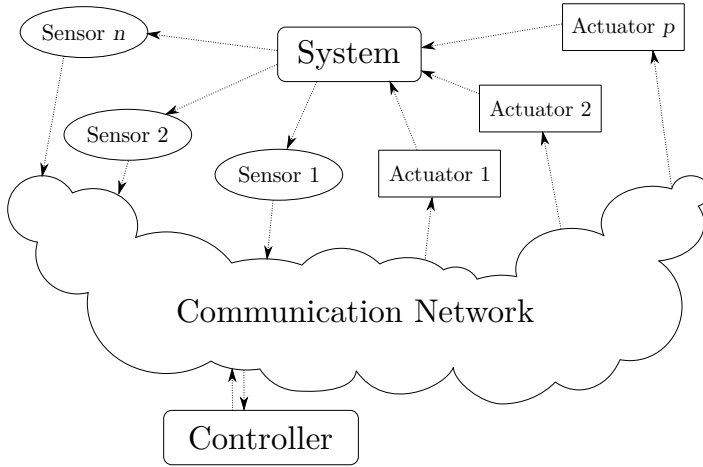 Sensor n
System
Actuator p
Sensor 2
Actuator 2
Sensor 1
Actuator 1
Communication Network
Controller